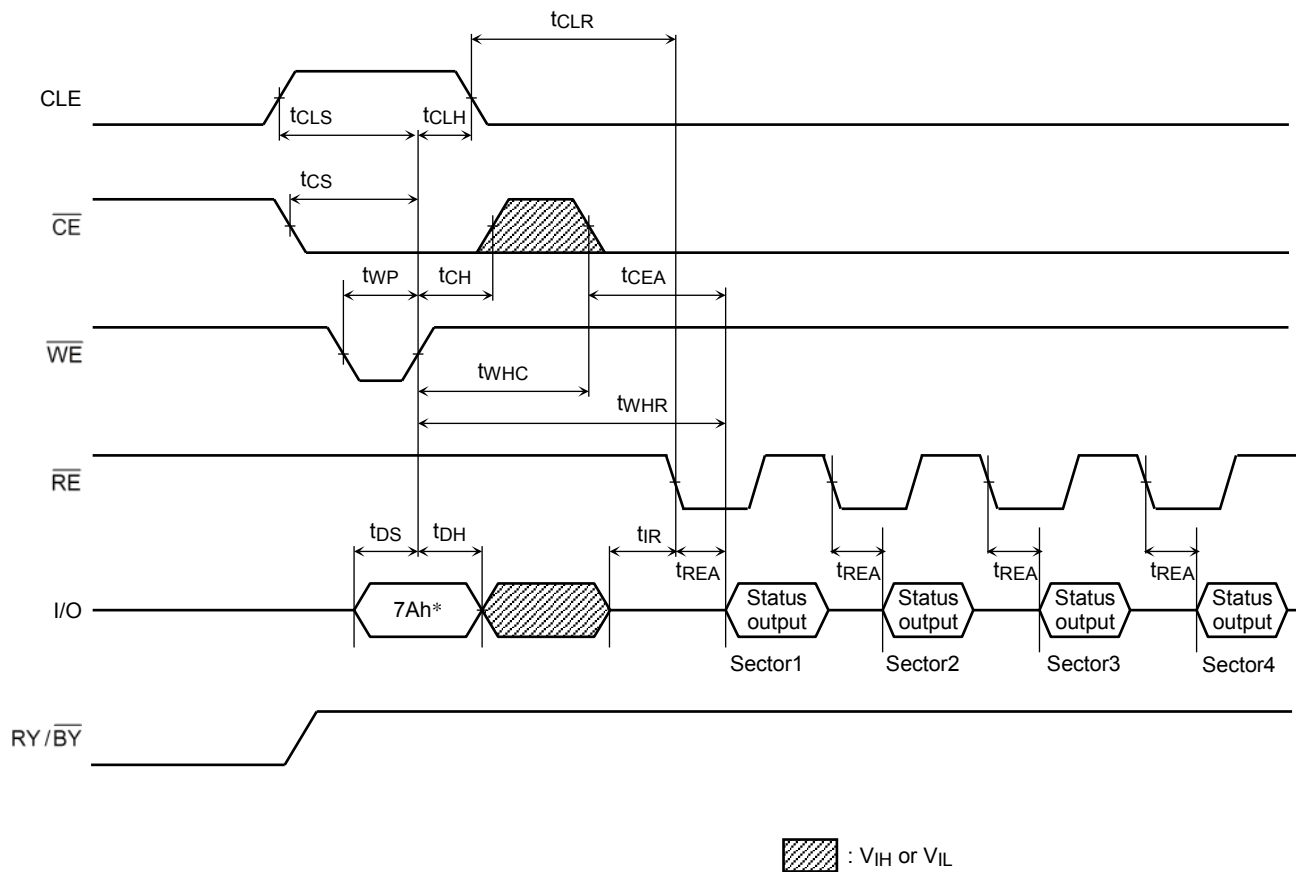 tCLR
CLE
tCLS
tCLH
tCS
CE
tWP
tCH
tCEA
WE
tWHC
tWHR
RE
tDS
tDH
tIR
tREA
tREA
tREA
tREA
I/O
7Ah*
Status output
Status output
Status output
Status output
Sector1
Sector2
Sector3
Sector4
RY/BY
: VIH or VIL